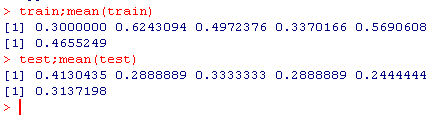 > train;mean(train)
[1] 0.3000000 0.6243094 0.4972376 0.3370166 0.5690608
[1] 0.4655249
> test;mean(test)
[1] 0.4130435 0.2888889 0.3333333 0.2888889 0.2444444
[1] 0.3137198
>